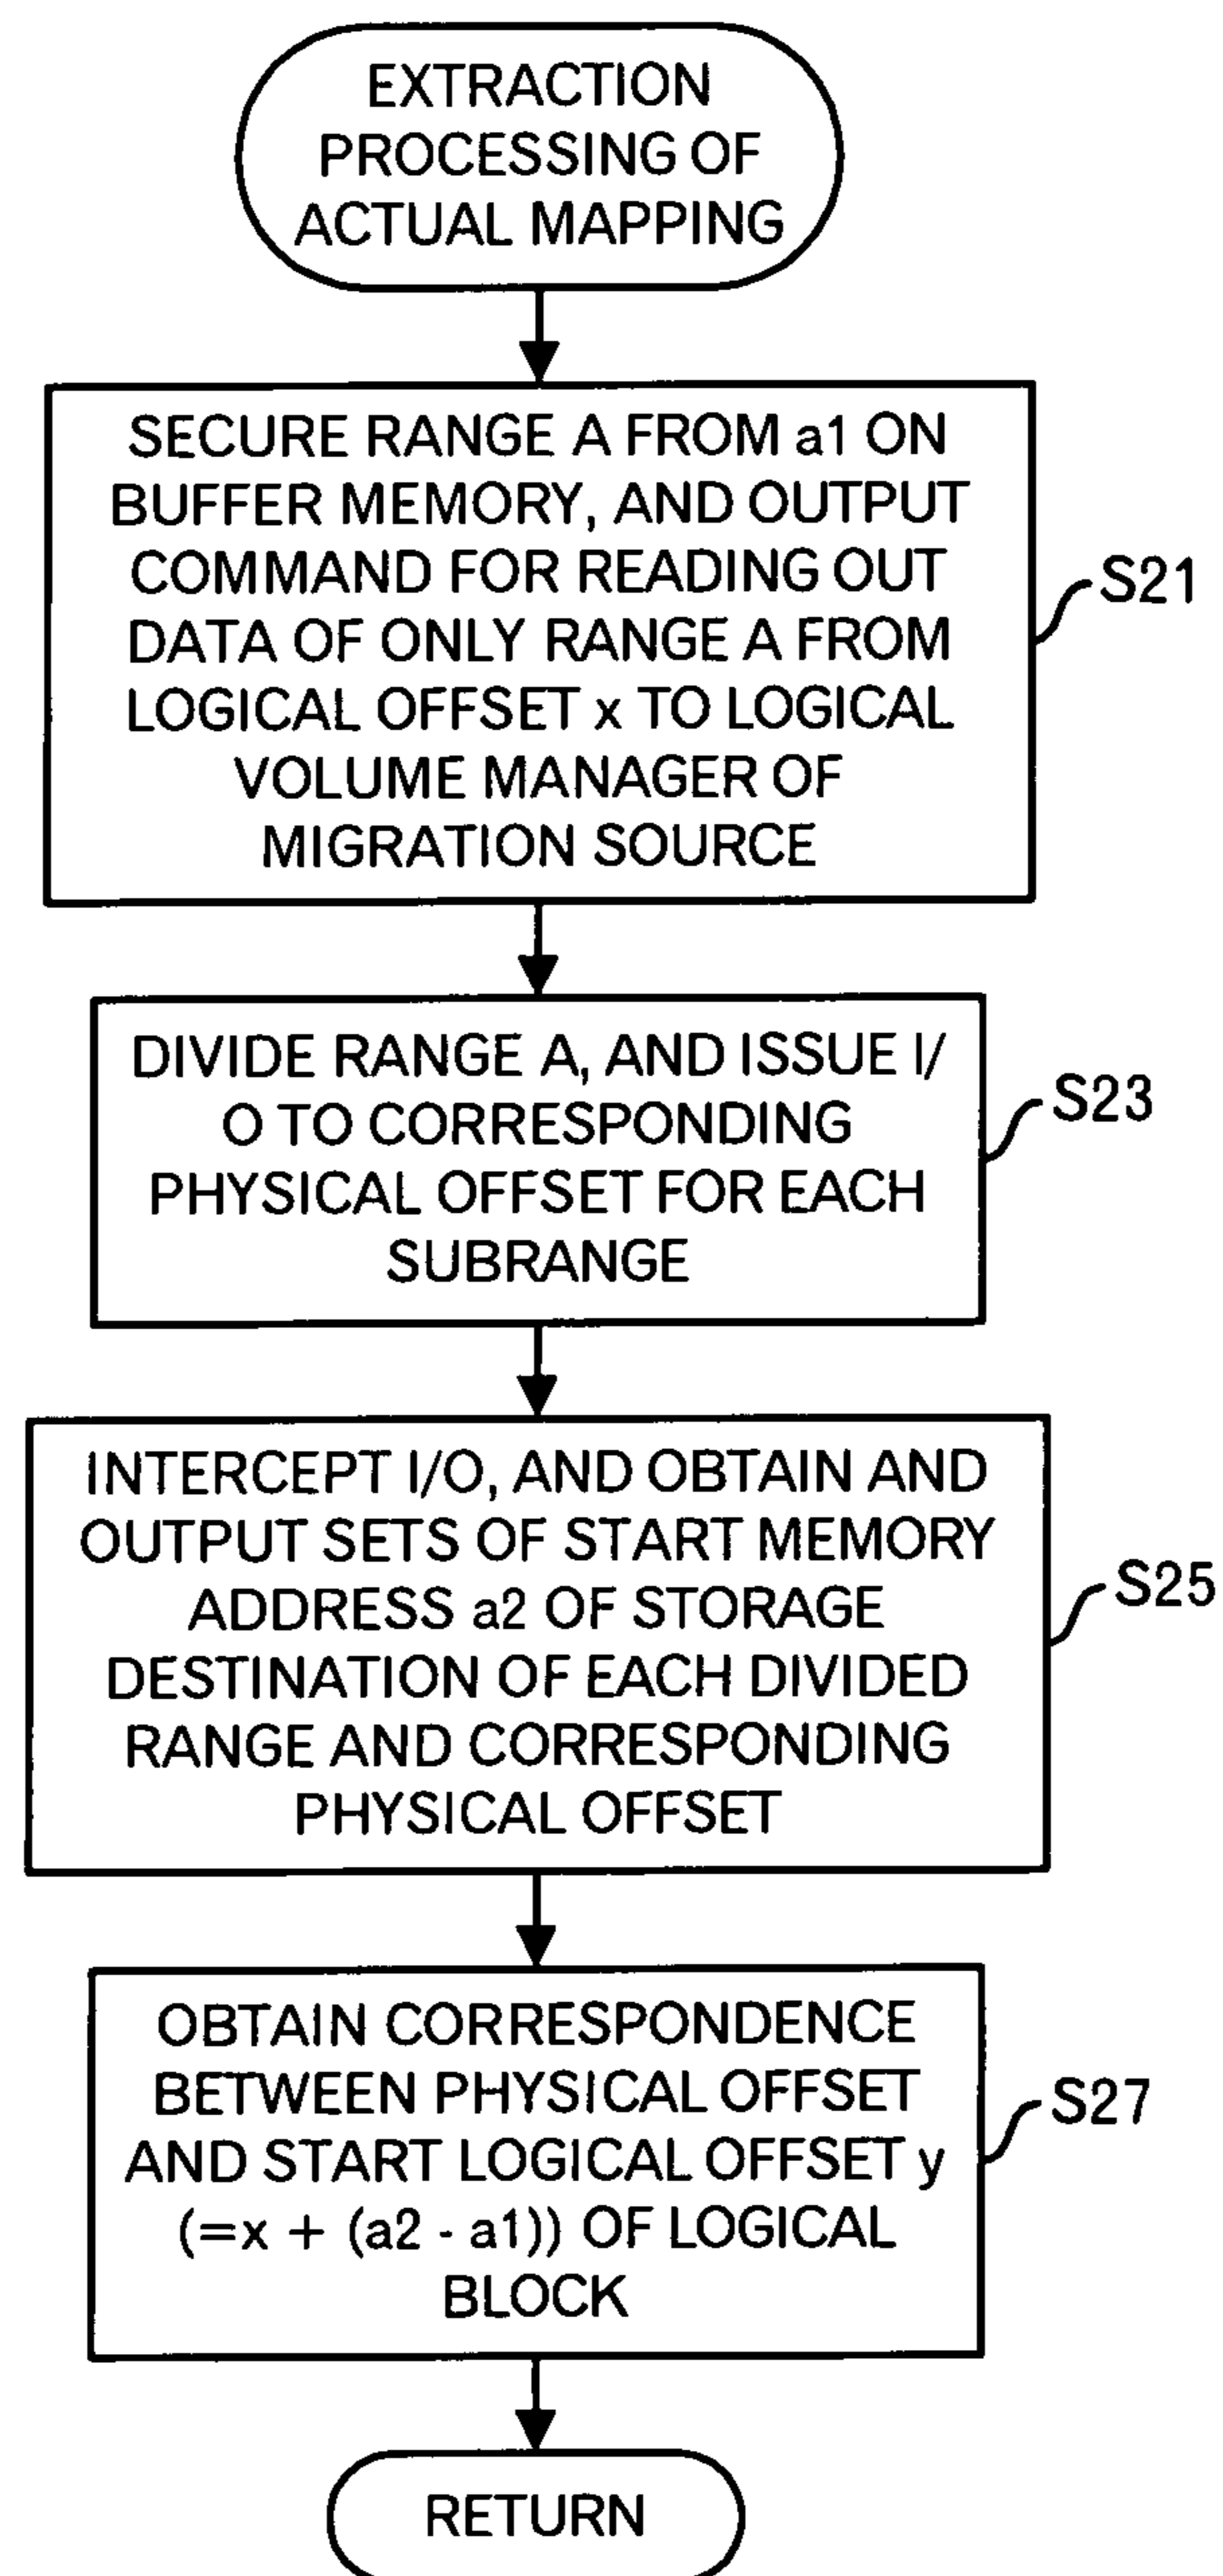 EXTRACTION
PROCESSING OF
ACTUAL MAPPING
SECURE RANGE A FROM a1 ON
BUFFER MEMORY, AND OUTPUT
COMMAND FOR READING OUT
DATA OF ONLY RANGE A FROM
LOGICAL OFFSET x TO LOGICAL
VOLUME MANAGER OF
MIGRATION SOURCE
S21
DIVIDE RANGE A, AND ISSUE I/
O TO CORRESPONDING
PHYSICAL OFFSET FOR EACH
SUBRANGE
S23
INTERCEPT I/O, AND OBTAIN AND
OUTPUT SETS OF START MEMORY
ADDRESS a2 OF STORAGE
DESTINATION OF EACH DIVIDED
RANGE AND CORRESPONDING
PHYSICAL OFFSET
S25
OBTAIN CORRESPONDENCE
BETWEEN PHYSICAL OFFSET
AND START LOGICAL OFFSET y
(=x + (a2 - a1)) OF LOGICAL
BLOCK
S27
RETURN